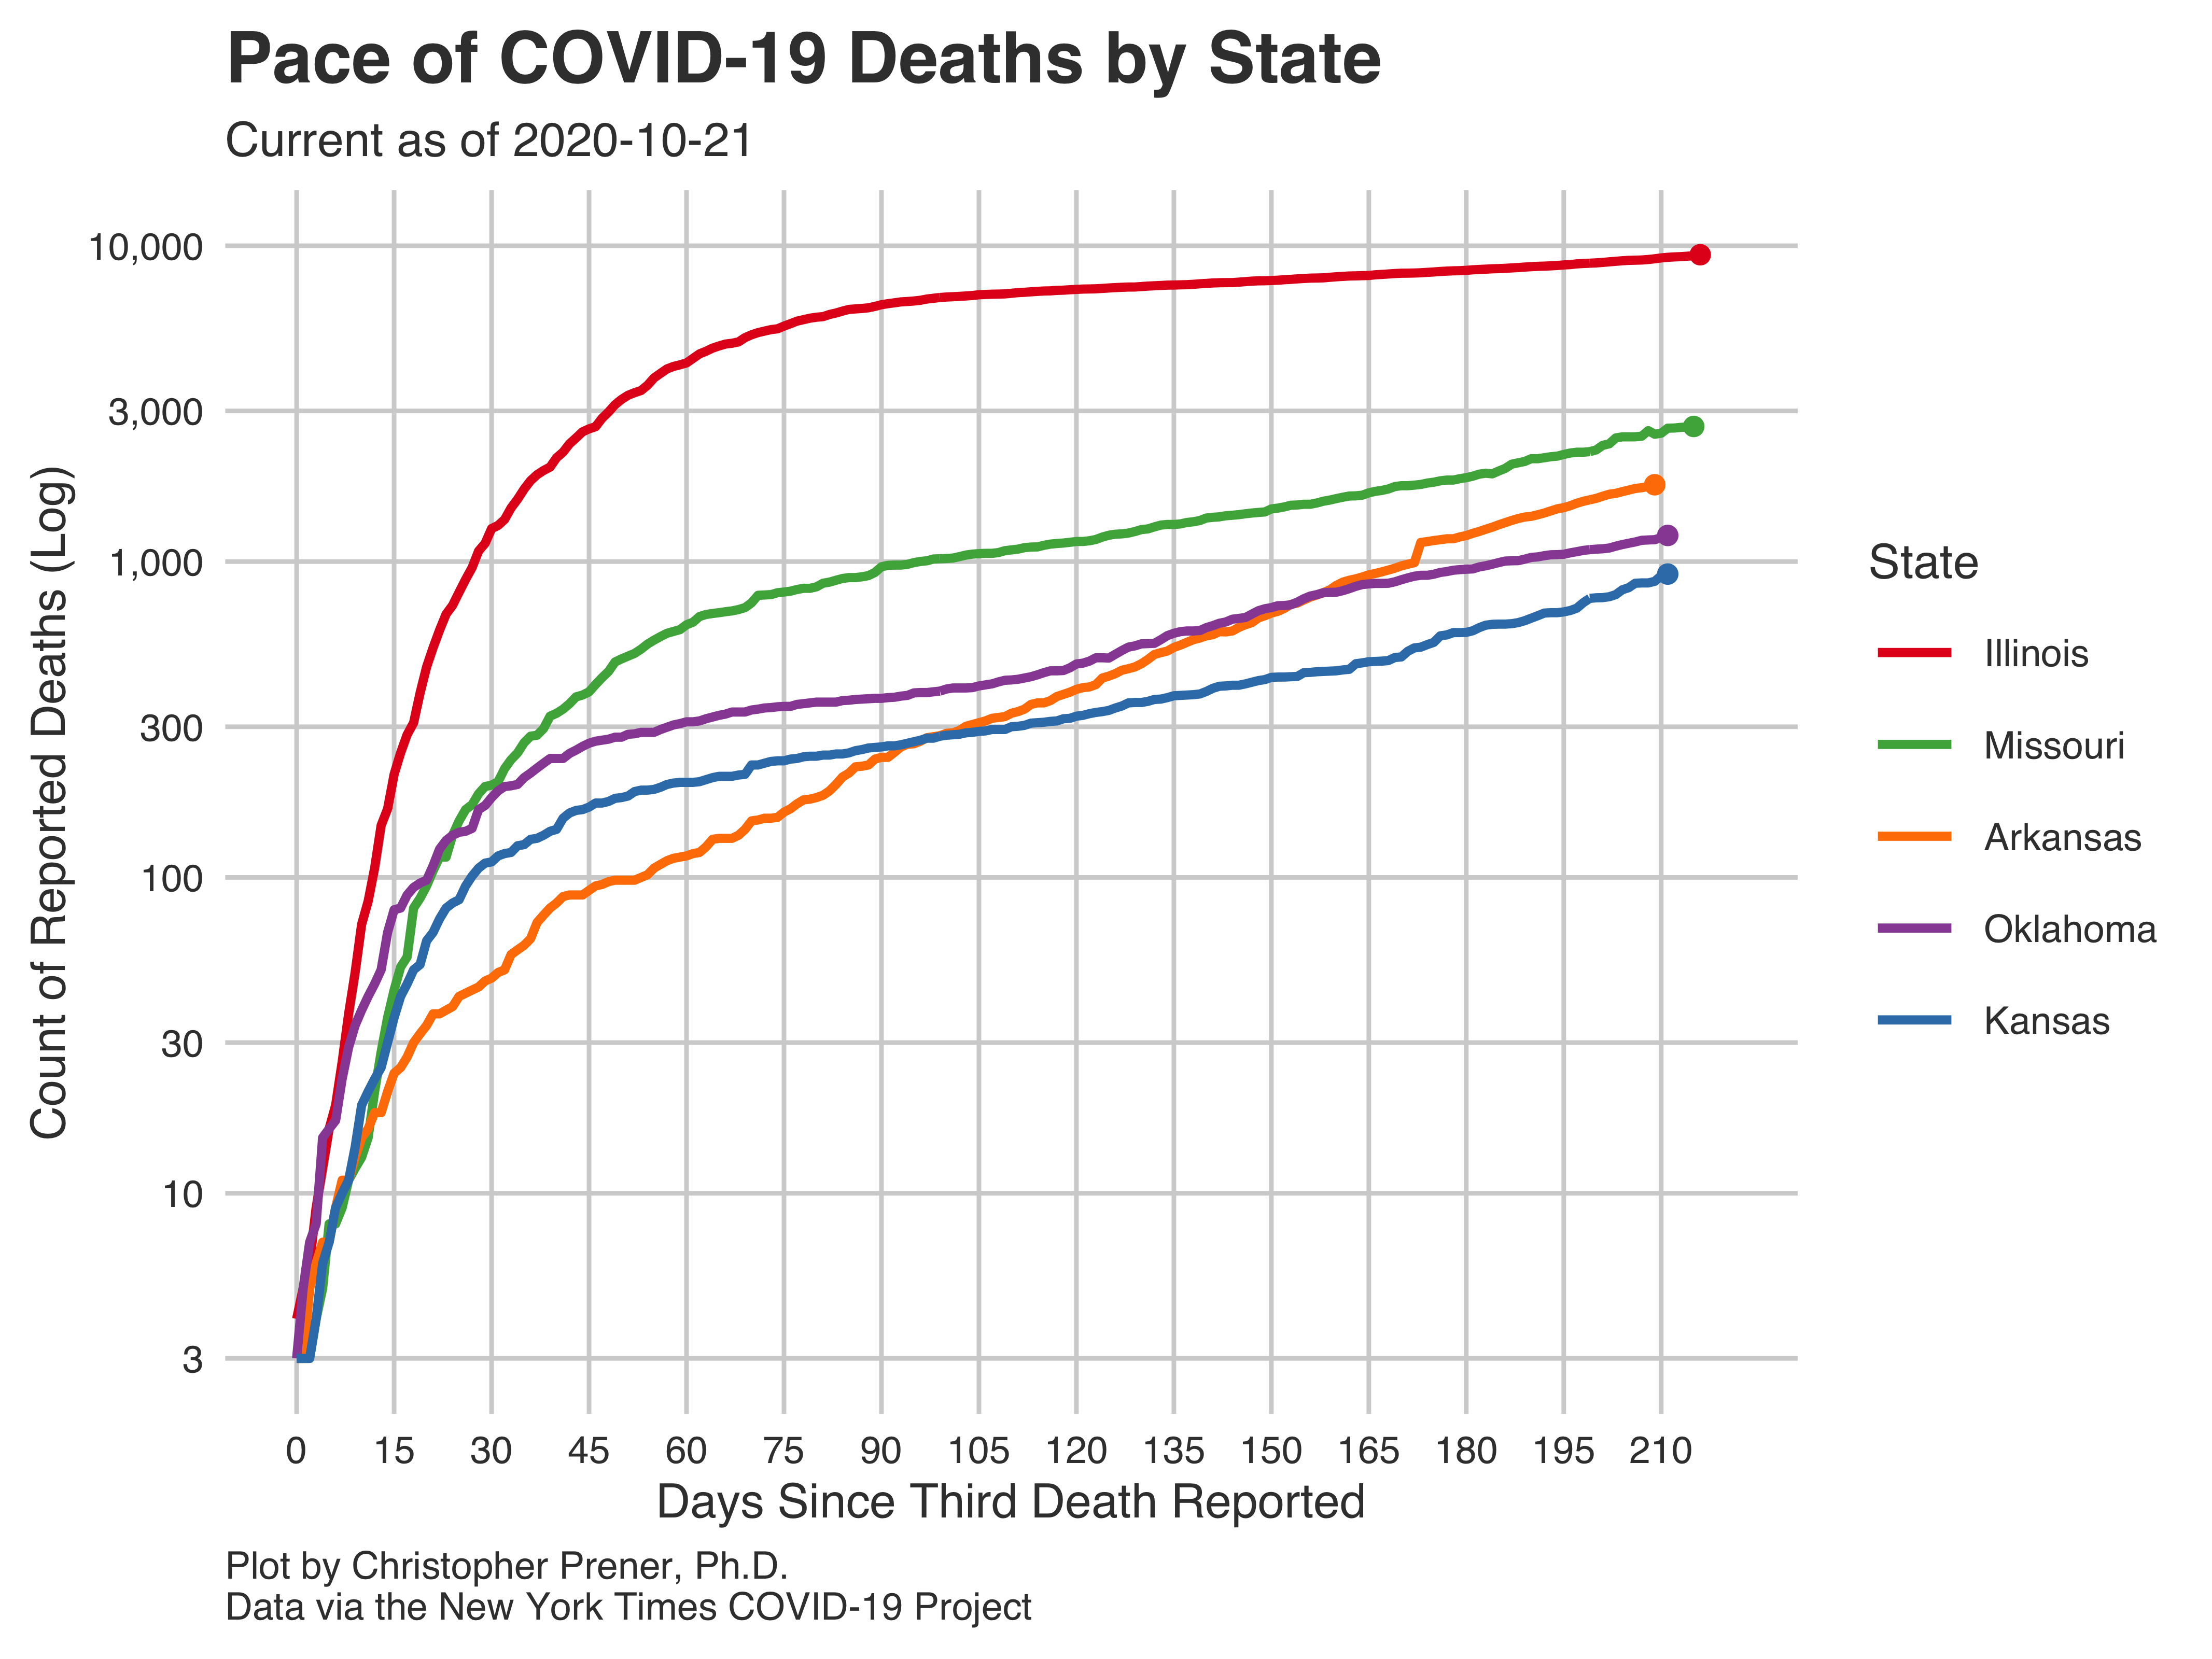 Pace of COVID-19 Deaths by State
Current as of 2020-10-21
Count of Reported Deaths (Log)
10,000
3,000
1,000
300
100
30
10
3
0 15 30 45 60 75 90 105 120 135 150 165 180 195 210
Days Since Third Death Reported
State
Illinois
Missouri
Arkansas
Oklahoma
Kansas
Plot by Christopher Prener, Ph.D.
Data via the New York Times COVID-19 Project